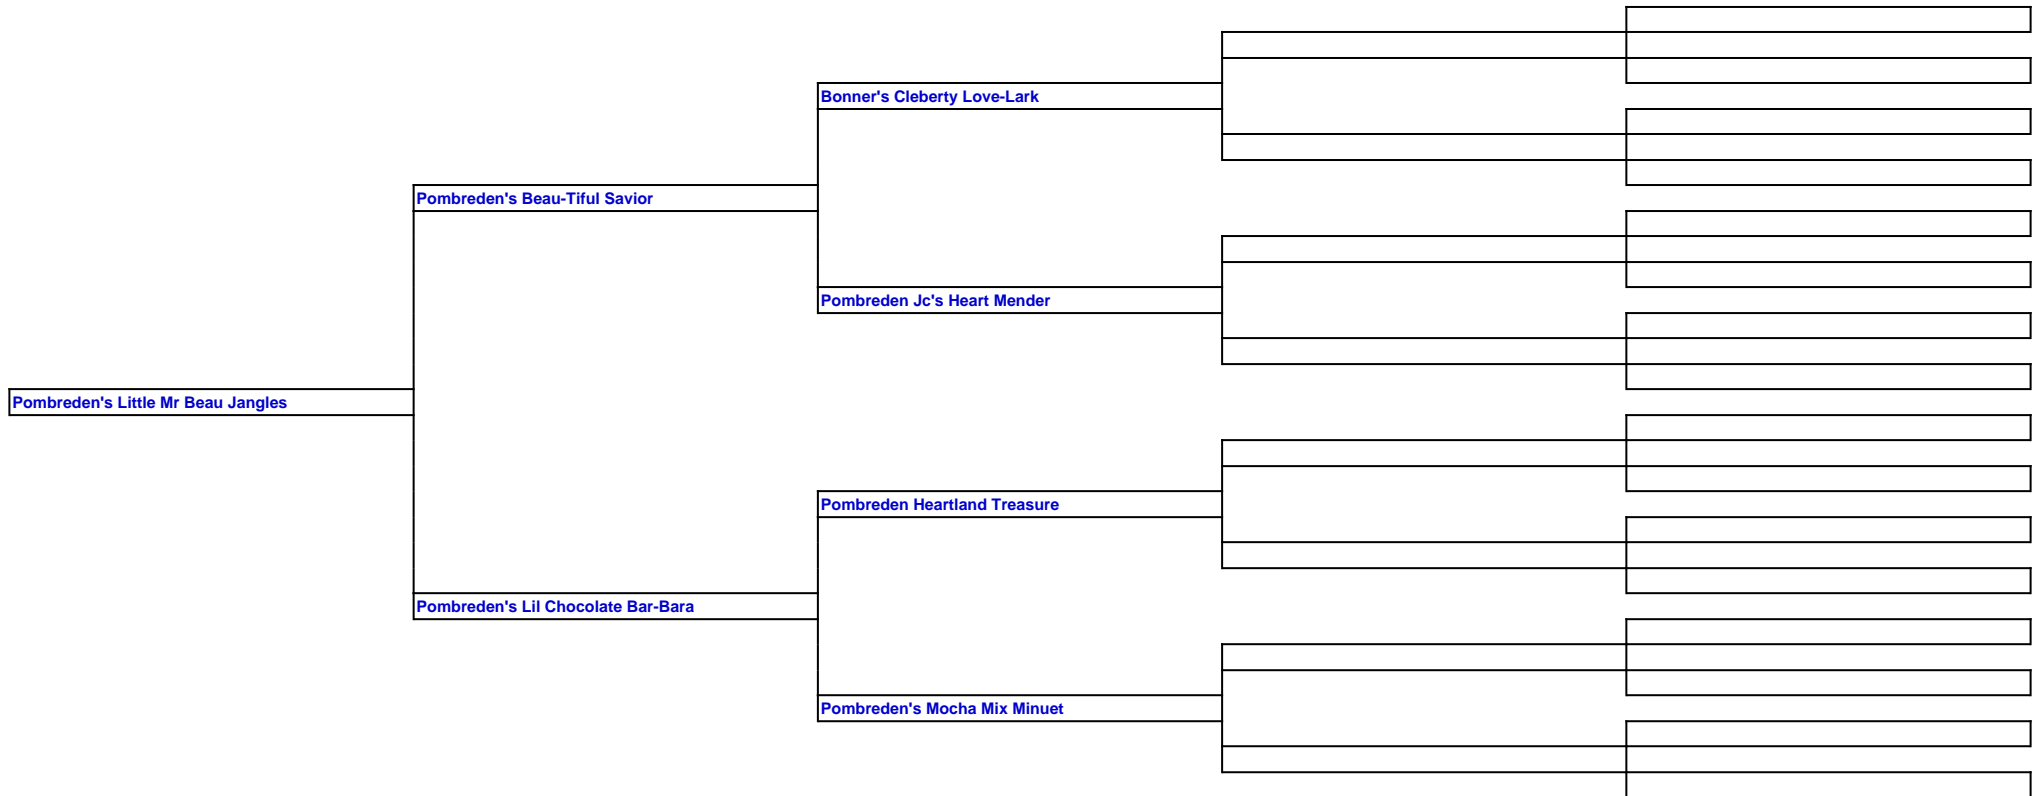 Bonner's Cleberty Love-Lark
Pombreden's Beau-Tiful Savior
Pombreden Jc's Heart Mender
Pombreden's Little Mr Beau Jangles
Pombreden Heartland Treasure
Pombreden's Lil Chocolate Bar-Bara
Pombreden's Mocha Mix Minuet